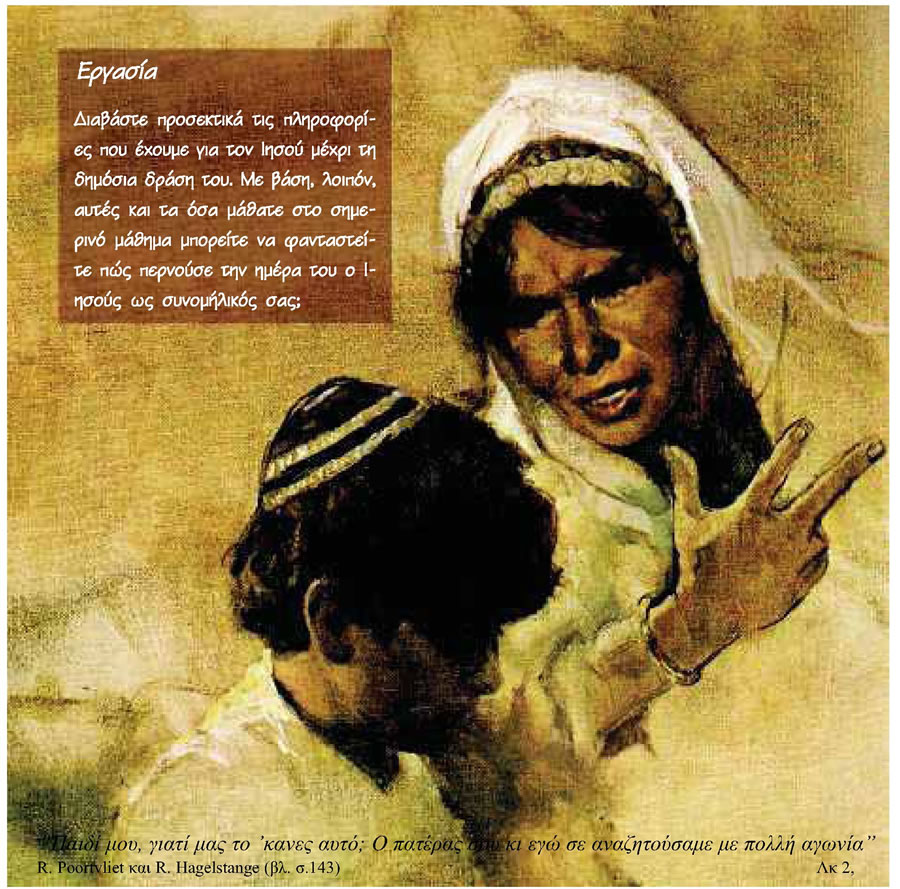 Εργασία
Διαβάστε προσεκτικά τις πληροφορί-
ες που έχουμε για τον Ιησού μέχρι τη
δημόσια δράση του. Με βάση, λοιπόν,
αυτές και τα όσα μάθατε στο σημε-
ρινό μάθημα μπορείτε να φανταστεί-
τε πώς περνούσε την ημέρα του ο Ι-
ησούς ως συνομήλικός σας;
“Παιδί μου, γιατί μας το ’κανες αυτό; Ο πατέρας σου κι εγώ σε αναζητούσαμε με πολλή αγωνία”
R. Poortvliet και R. Hagelstange (βλ. σ.143) Λκ 2,